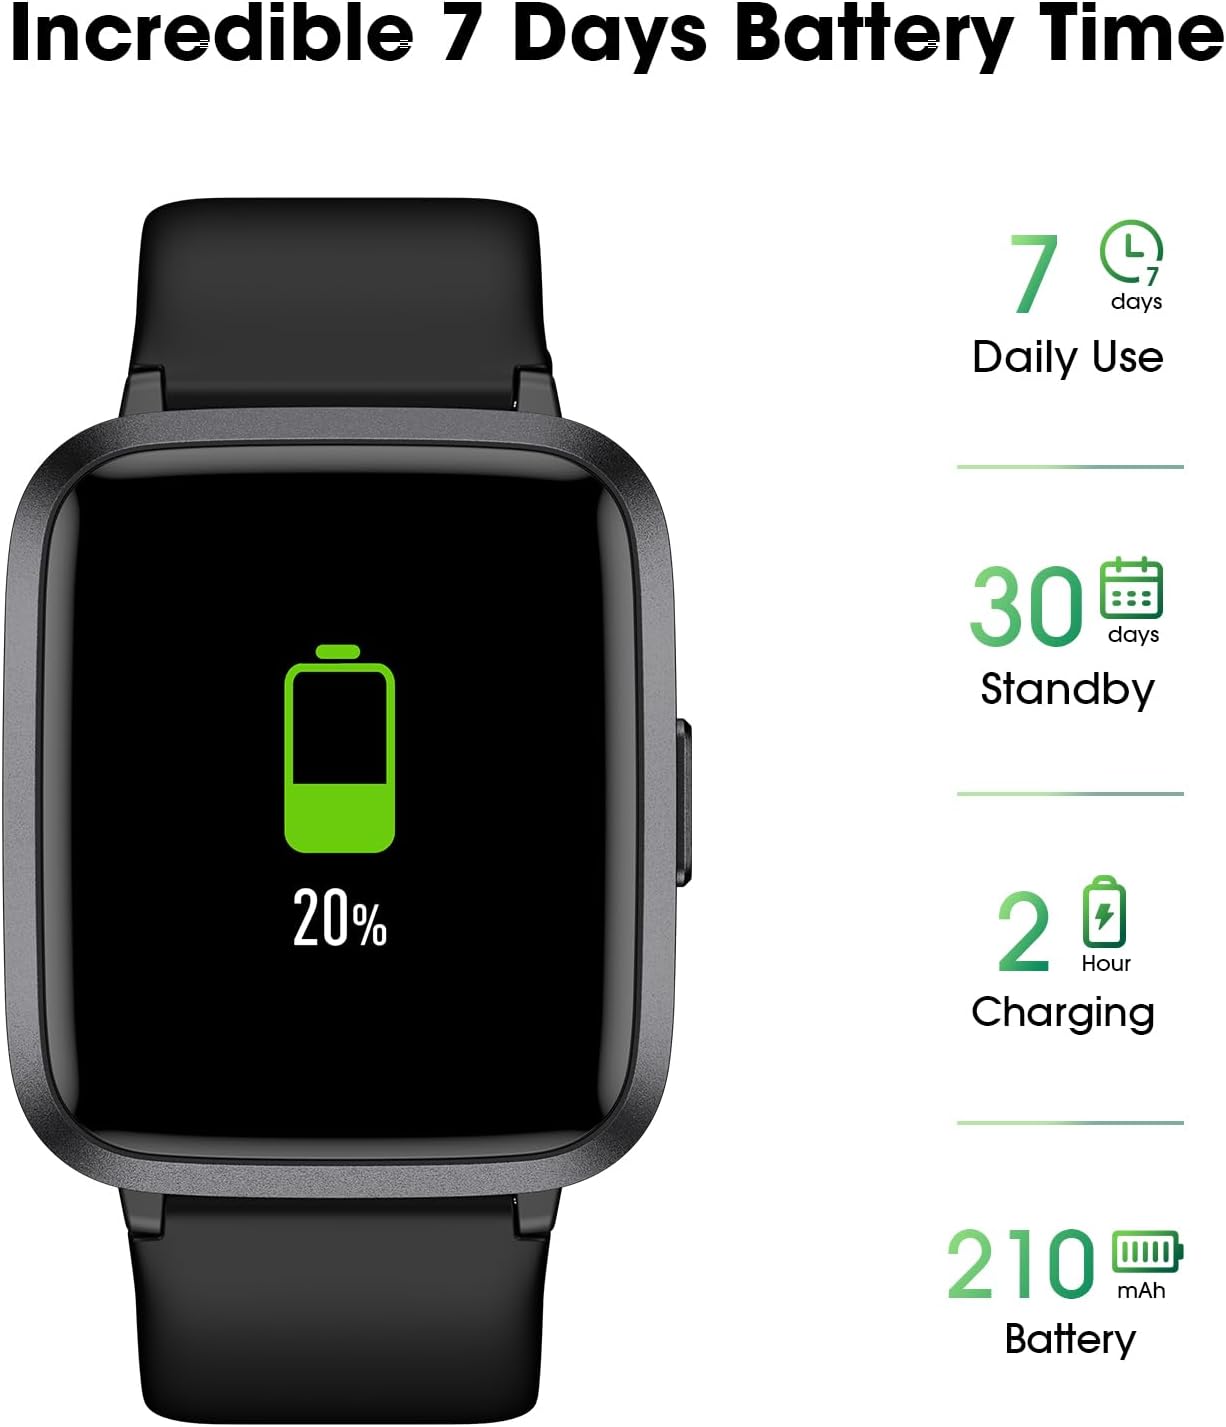 Incredible 7 Days Battery Time
7
7
days
Daily Use
30
days
Standby
20%
2
Hour
Charging
210
mAh
Battery